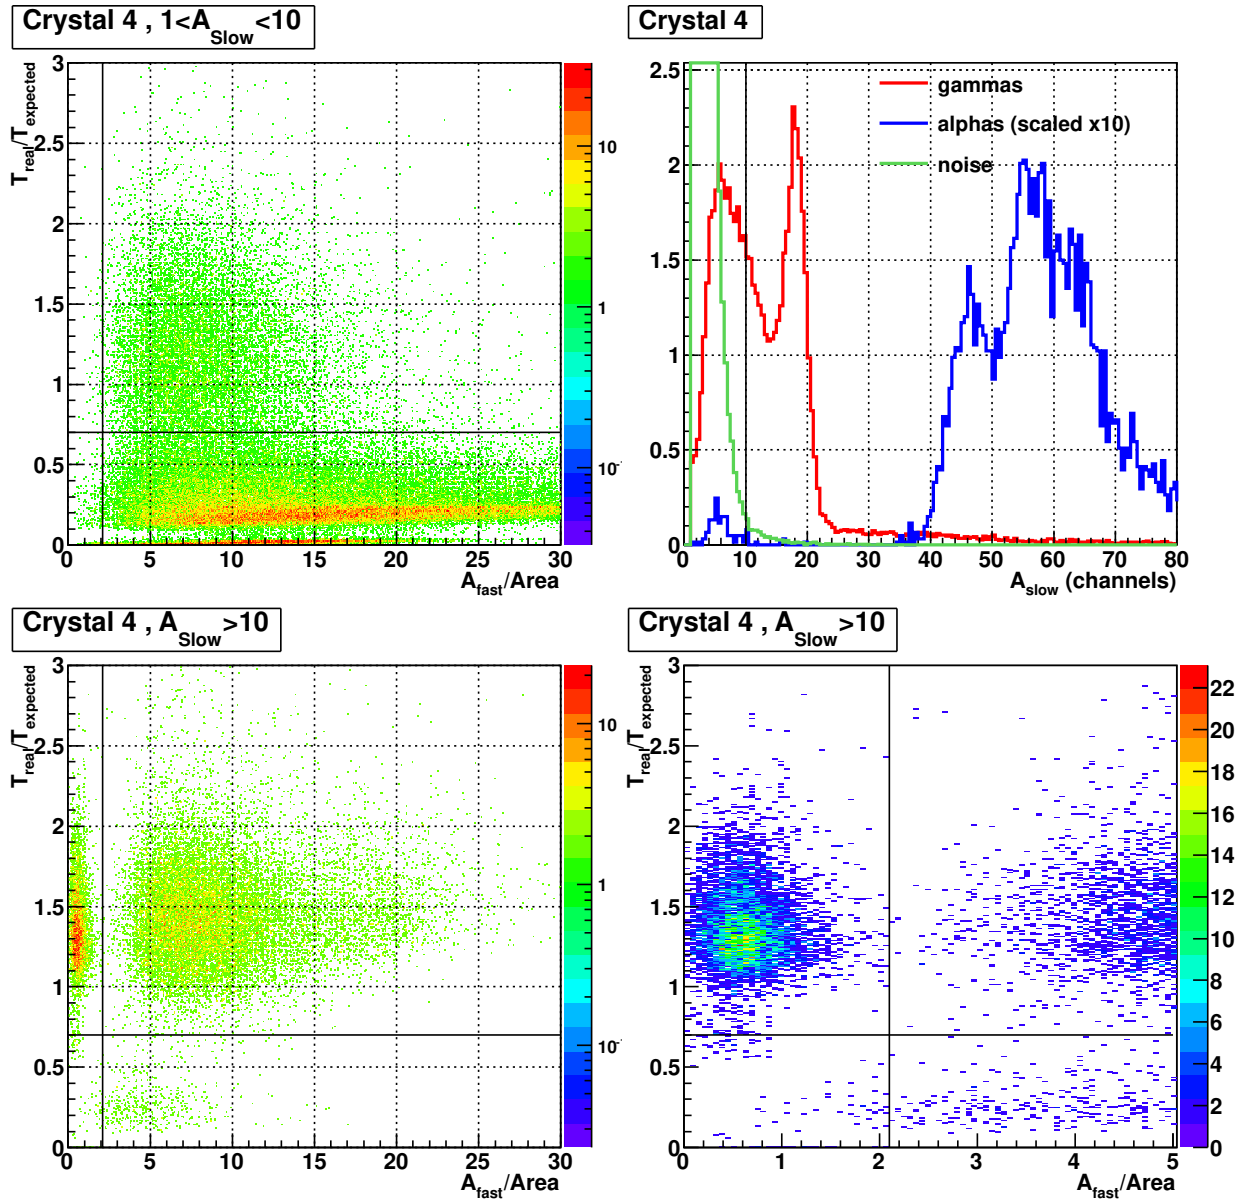 Crystal 4 , 1<A_Slow<10
T_real/T_expected
3
2.5
2
1.5
1
0.5
0
0 5 10 15 20 25 30
A_fast/Area
10
1
10⁻
Crystal 4
gammas
alphas (scaled x10)
noise
2.5
2
1.5
1
0.5
0
0 10 20 30 40 50 60 70 80
A_slow (channels)
Crystal 4 , A_Slow>10
T_real/T_expected
3
2.5
2
1.5
1
0.5
0
0 5 10 15 20 25 30
A_fast/Area
10
1
10⁻
Crystal 4 , A_Slow>10
T_real/T_expected
3
2.5
2
1.5
1
0.5
0
0 1 2 3 4 5
A_fast/Area
22
20
18
16
14
12
10
8
6
4
2
0